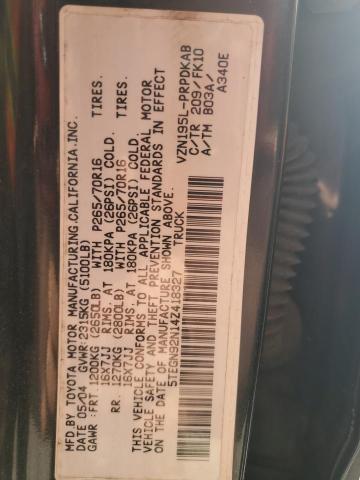 MFD BY TOYOTA MOTOR MANUFACTURING.CALIFORNIA.INC.
DATE 05/04 GVWR:2315KG (5100LB)
GAWR :FRT 1200KG (2650LB) WITH P265/70R16 TIRES.
16X7JJ RIMS. AT 180KPA (26PSI) COLD.
RR. 1270KG (2800LB) WITH P265/70R16 TIRES.
16X7JJ RIMS. AT 180KPA (26PSI) COLD.
THIS VEHICLE CONFORMS TO ALL APPLICABLE FEDERAL MOTOR
VEHICLE SAFETY AND THEFT PREVENTION STANDARDS IN EFFECT
ON THE DATE OF MANUFACTURE SHOWN ABOVE.
5TEGN92N14Z418327 TRUCK
VZN195L-PRPDKAB
C/TR 209/FK10
A/TM B03A/
A340E